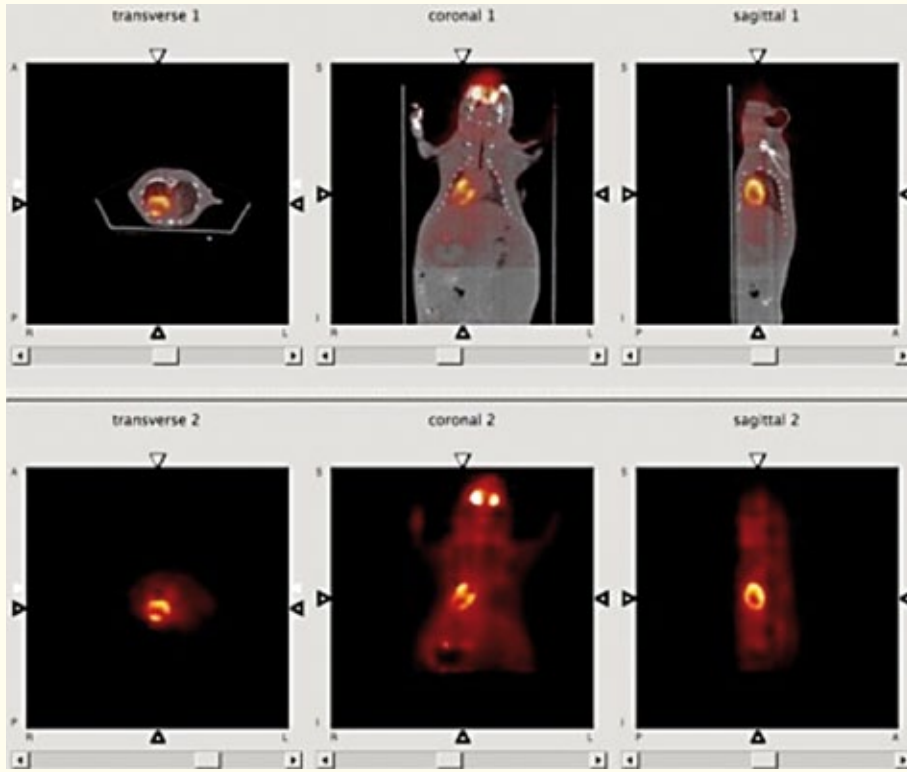 transverse 1
coronal 1
sagittal 1
A
S
S
P
R
L
I
R
L
I
P
A
transverse 2
coronal 2
sagittal 2
A
S
S
P
R
L
I
R
L
I
P
A